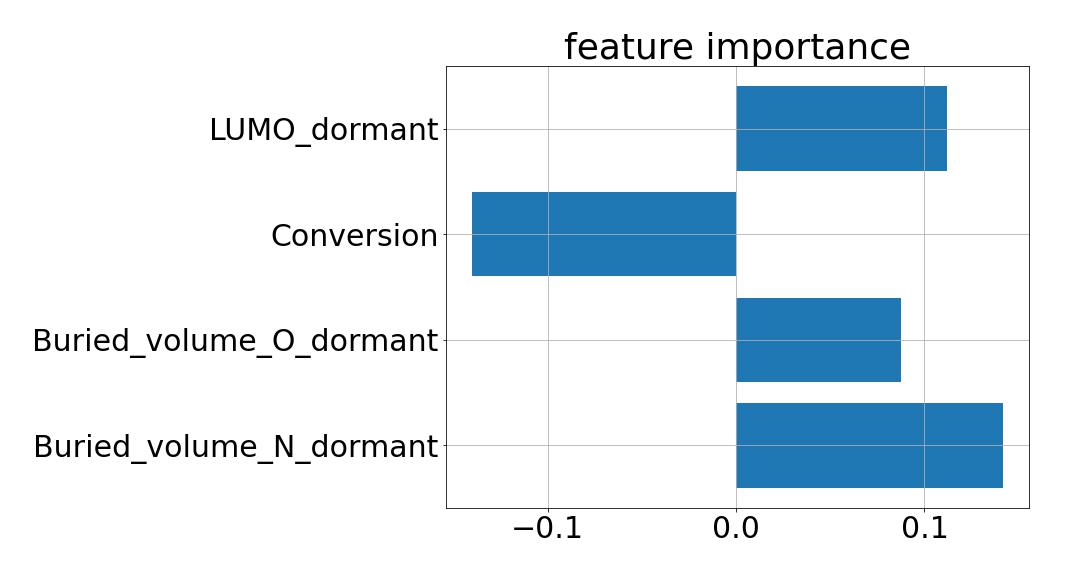 feature importance
LUMO_dormant
Conversion
Buried_volume_O_dormant
Buried_volume_N_dormant
−0.1 0.0 0.1